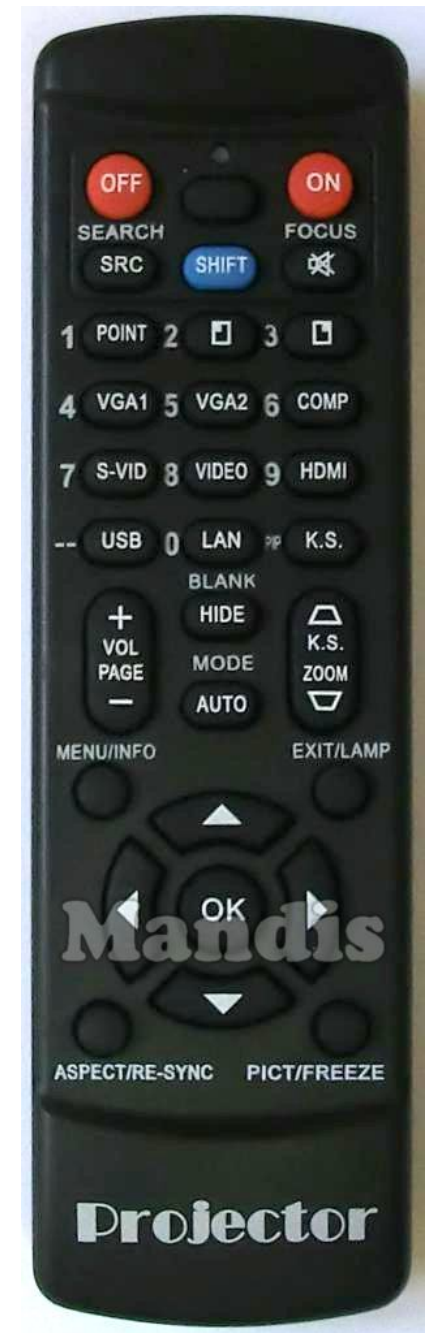 OFF ON
SEARCH FOCUS
SRC SHIFT
1 POINT 2 3
4 VGA1 5 VGA2 6 COMP
7 S-VID 8 VIDEO 9 HDMI
-- USB 0 LAN PIP K.S.
BLANK
+ HIDE
VOL K.S.
PAGE MODE ZOOM
- AUTO
MENU/INFO EXIT/LAMP
OK
Mandis
ASPECT/RE-SYNC PICT/FREEZE
Projector